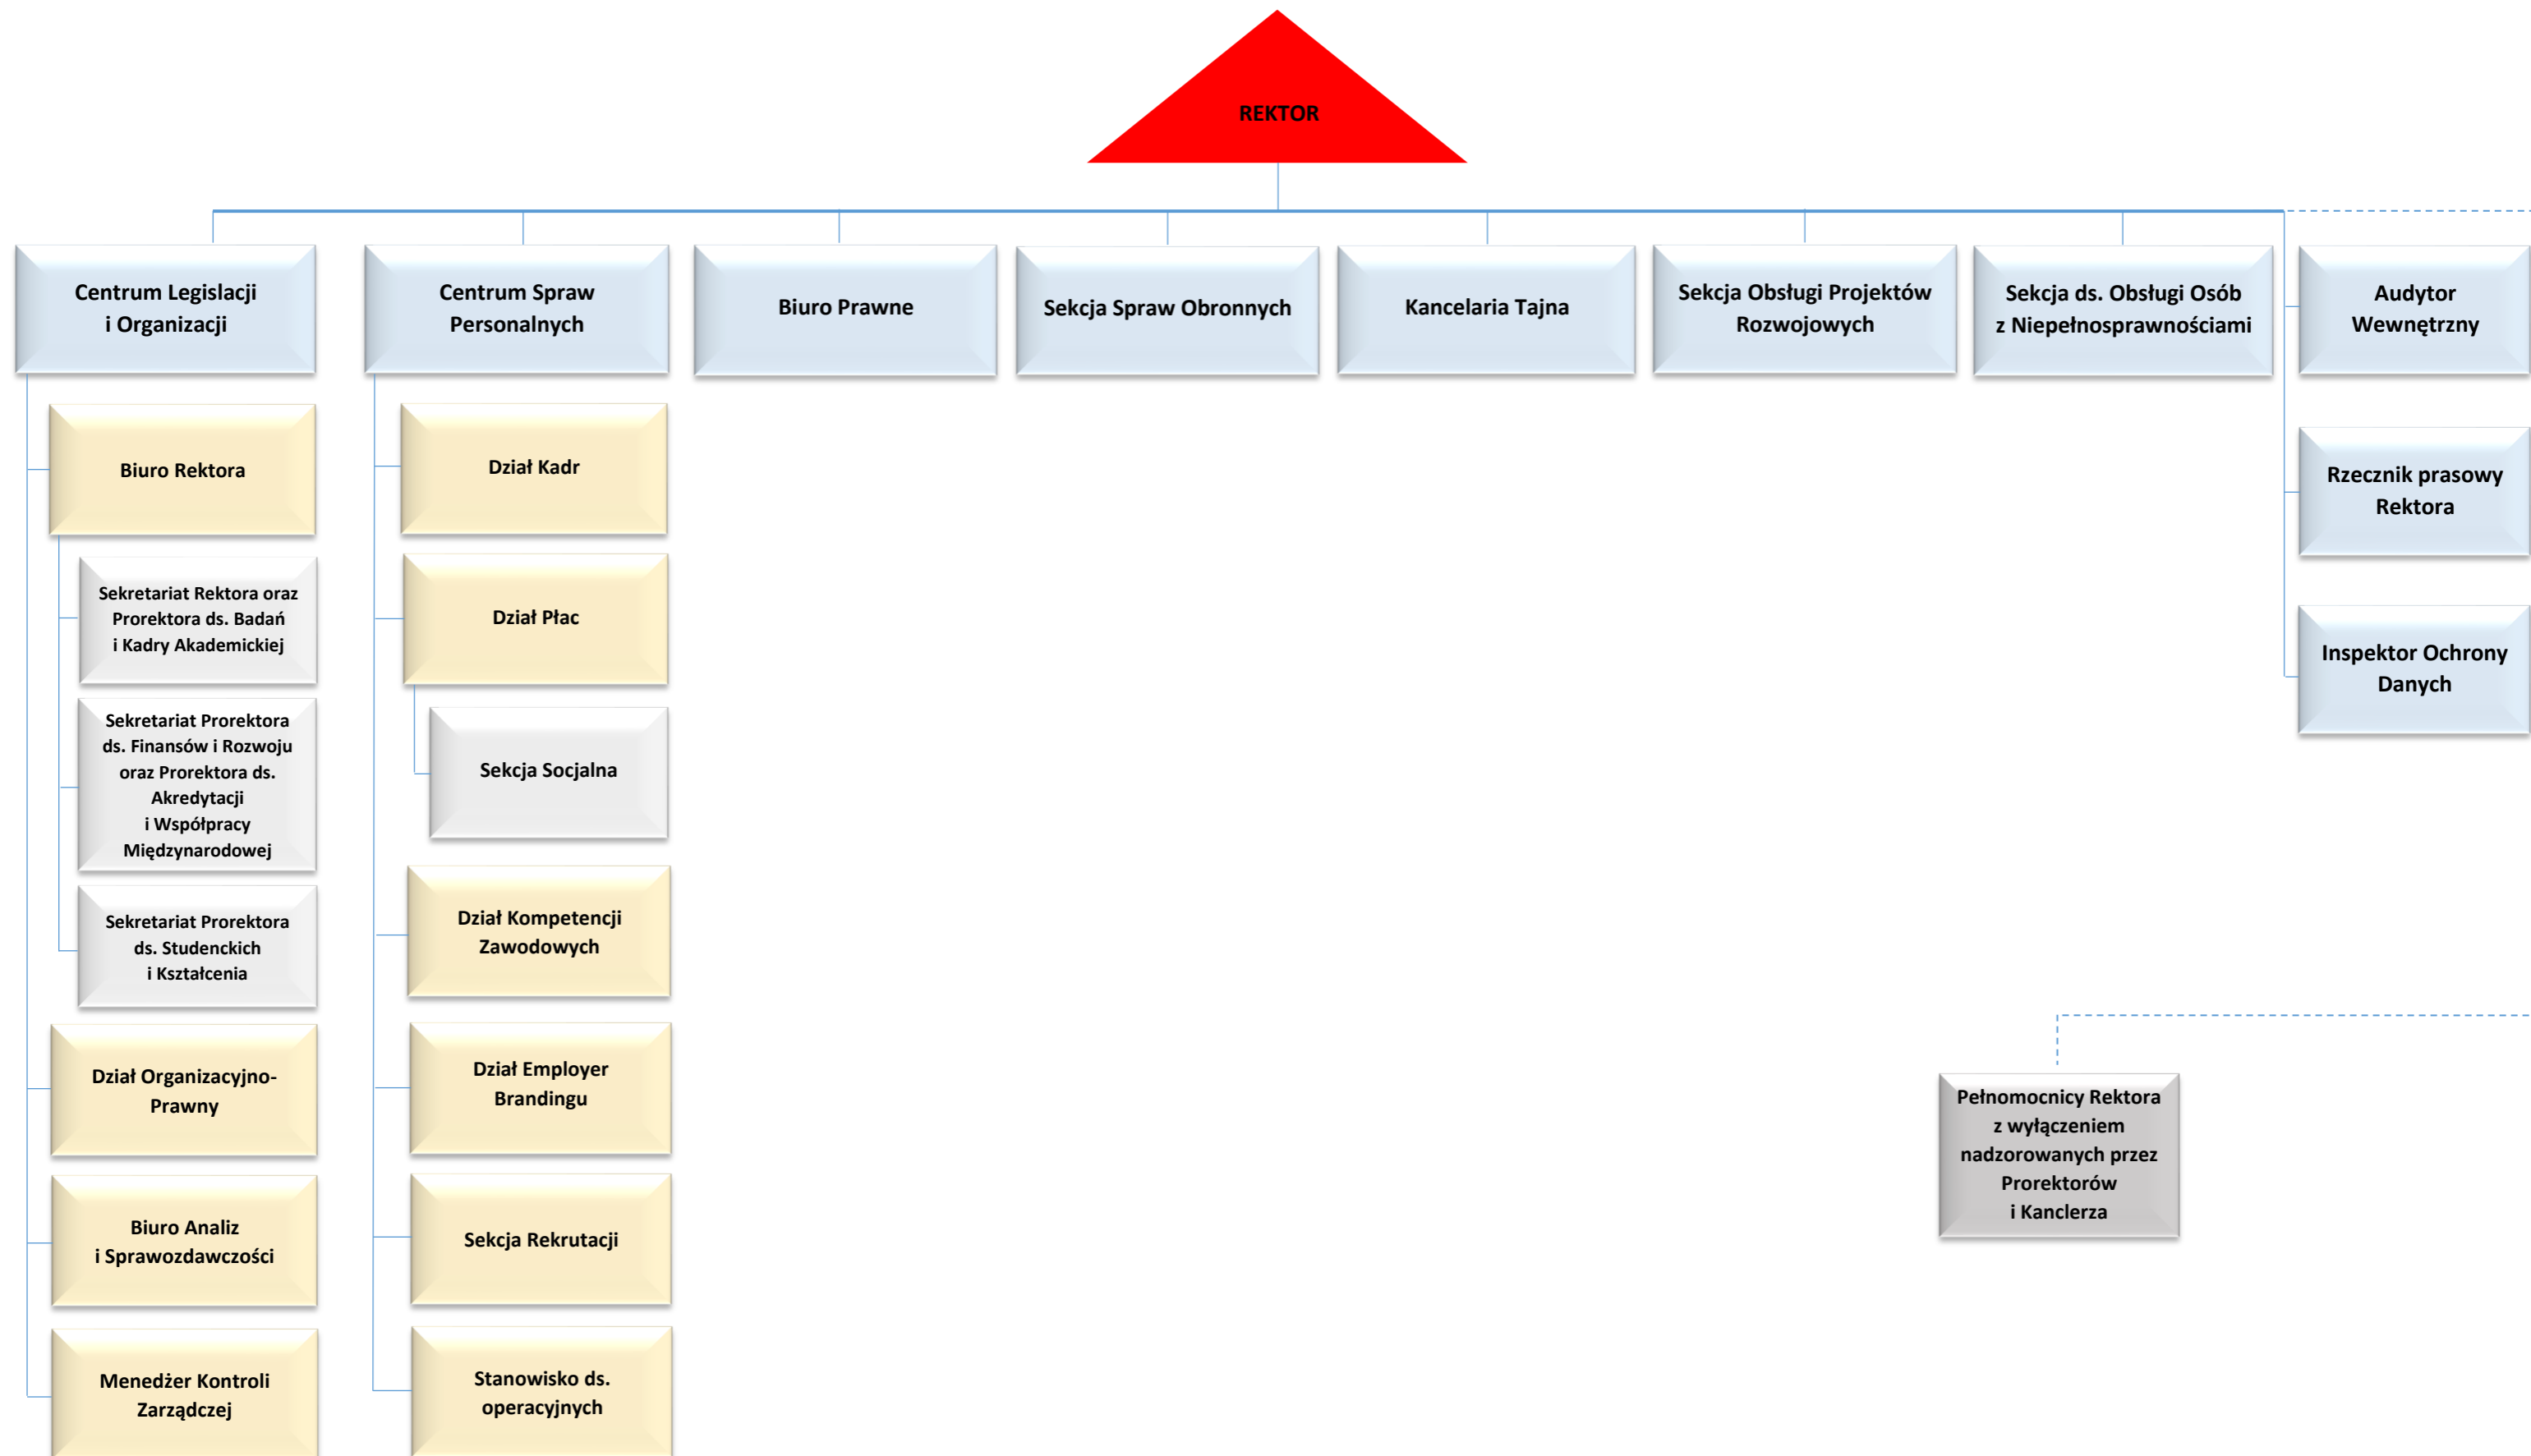 REKTOR
Centrum Legislacji
i Organizacji
Centrum Spraw
Personalnych
Biuro Prawne
Sekcja Spraw Obronnych
Kancelaria Tajna
Sekcja Obsługi Projektów
Rozwojowych
Sekcja ds. Obsługi Osób
z Niepełnosprawnościami
Audytor
Wewnętrzny
Biuro Rektora
Sekretariat Rektora oraz
Prorektora ds. Badań
i Kadry Akademickiej
Sekretariat Prorektora
ds. Finansów i Rozwoju
oraz Prorektora ds.
Akredytacji
i Współpracy
Międzynarodowej
Sekretariat Prorektora
ds. Studenckich
i Kształcenia
Dział Organizacyjno-
Prawny
Biuro Analiz
i Sprawozdawczości
Menedżer Kontroli
Zarządczej
Dział Kadr
Dział Płac
Sekcja Socjalna
Dział Kompetencji
Zawodowych
Dział Employer
Brandingu
Sekcja Rekrutacji
Stanowisko ds.
operacyjnych
Rzecznik prasowy
Rektora
Inspektor Ochrony
Danych
Pełnomocnicy Rektora
z wyłączeniem
nadzorowanych przez
Prorektorów
i Kanclerza